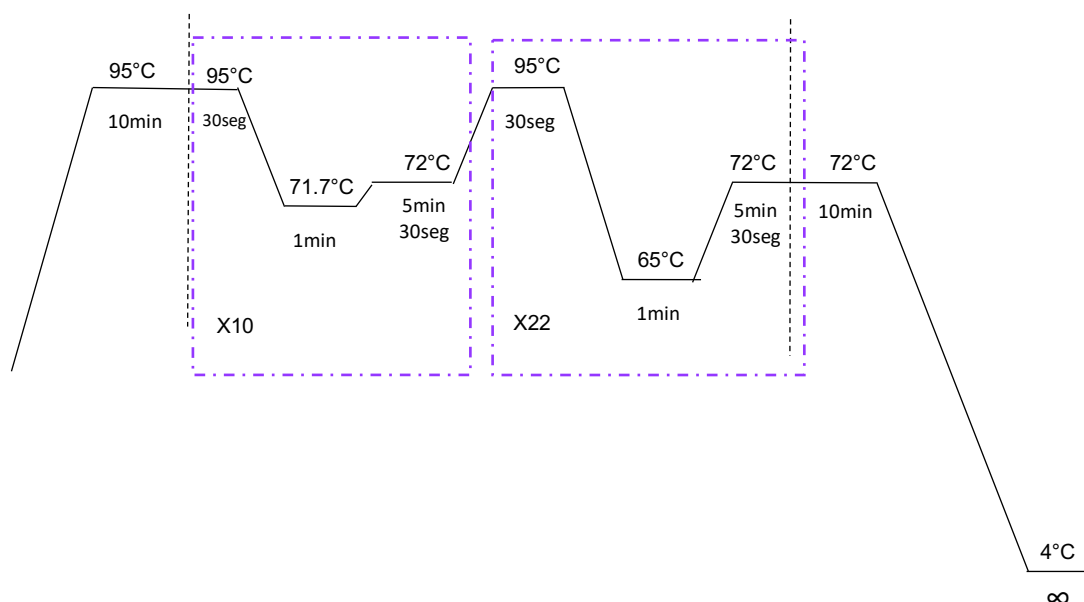 95°C
10min
95°C
30seg
71.7°C
1min
72°C
5min
30seg
X10
95°C
30seg
65°C
1min
72°C
5min
30seg
X22
72°C
10min
4°C
∞